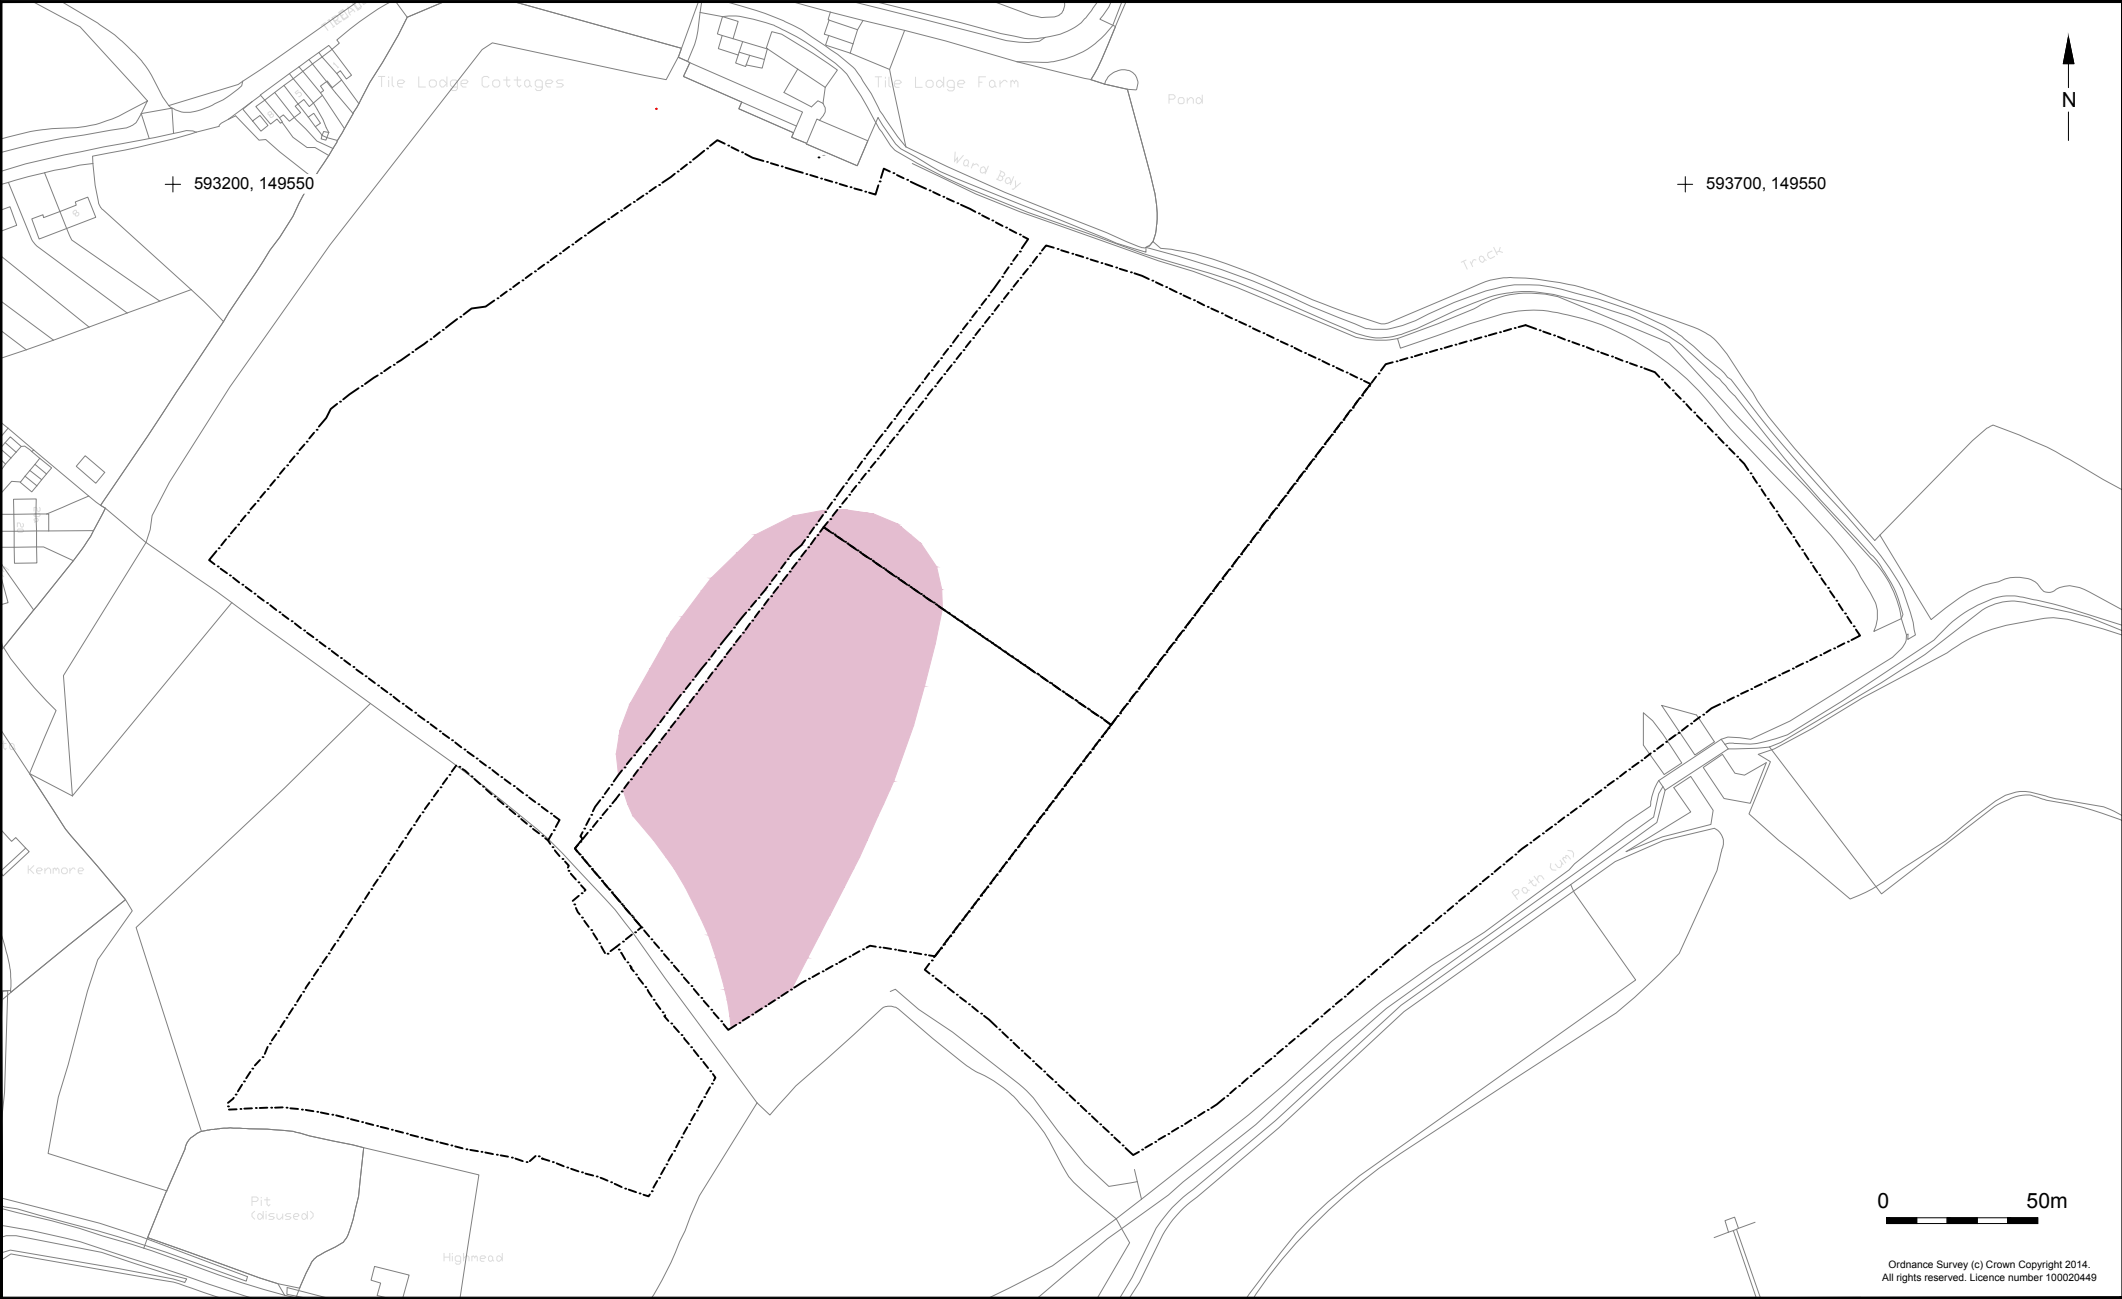 Tile Lodge Cottages
Tile Lodge Farm
Pond
N
593200, 149550
Ward Bdy
593700, 149550
Track
Kenmore
Path (um)
Pit
(disused)
Highmead
0 50m
Ordnance Survey (c) Crown Copyright 2014.
All rights reserved. Licence number 100020449